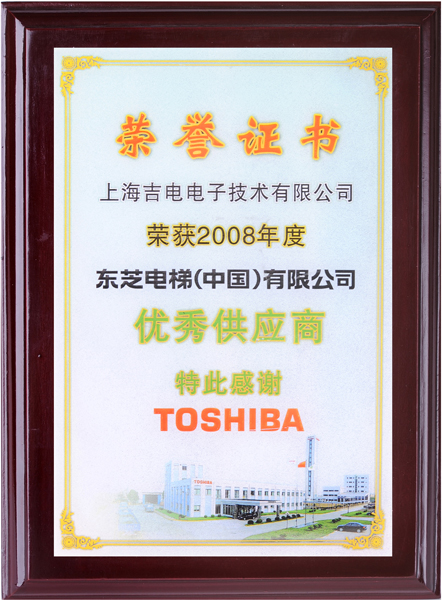 荣誉证书
上海吉电电子技术有限公司
荣获2008年度
东芝电梯(中国)有限公司
优秀供应商
特此感谢
TOSHIBA
TOSHIBA